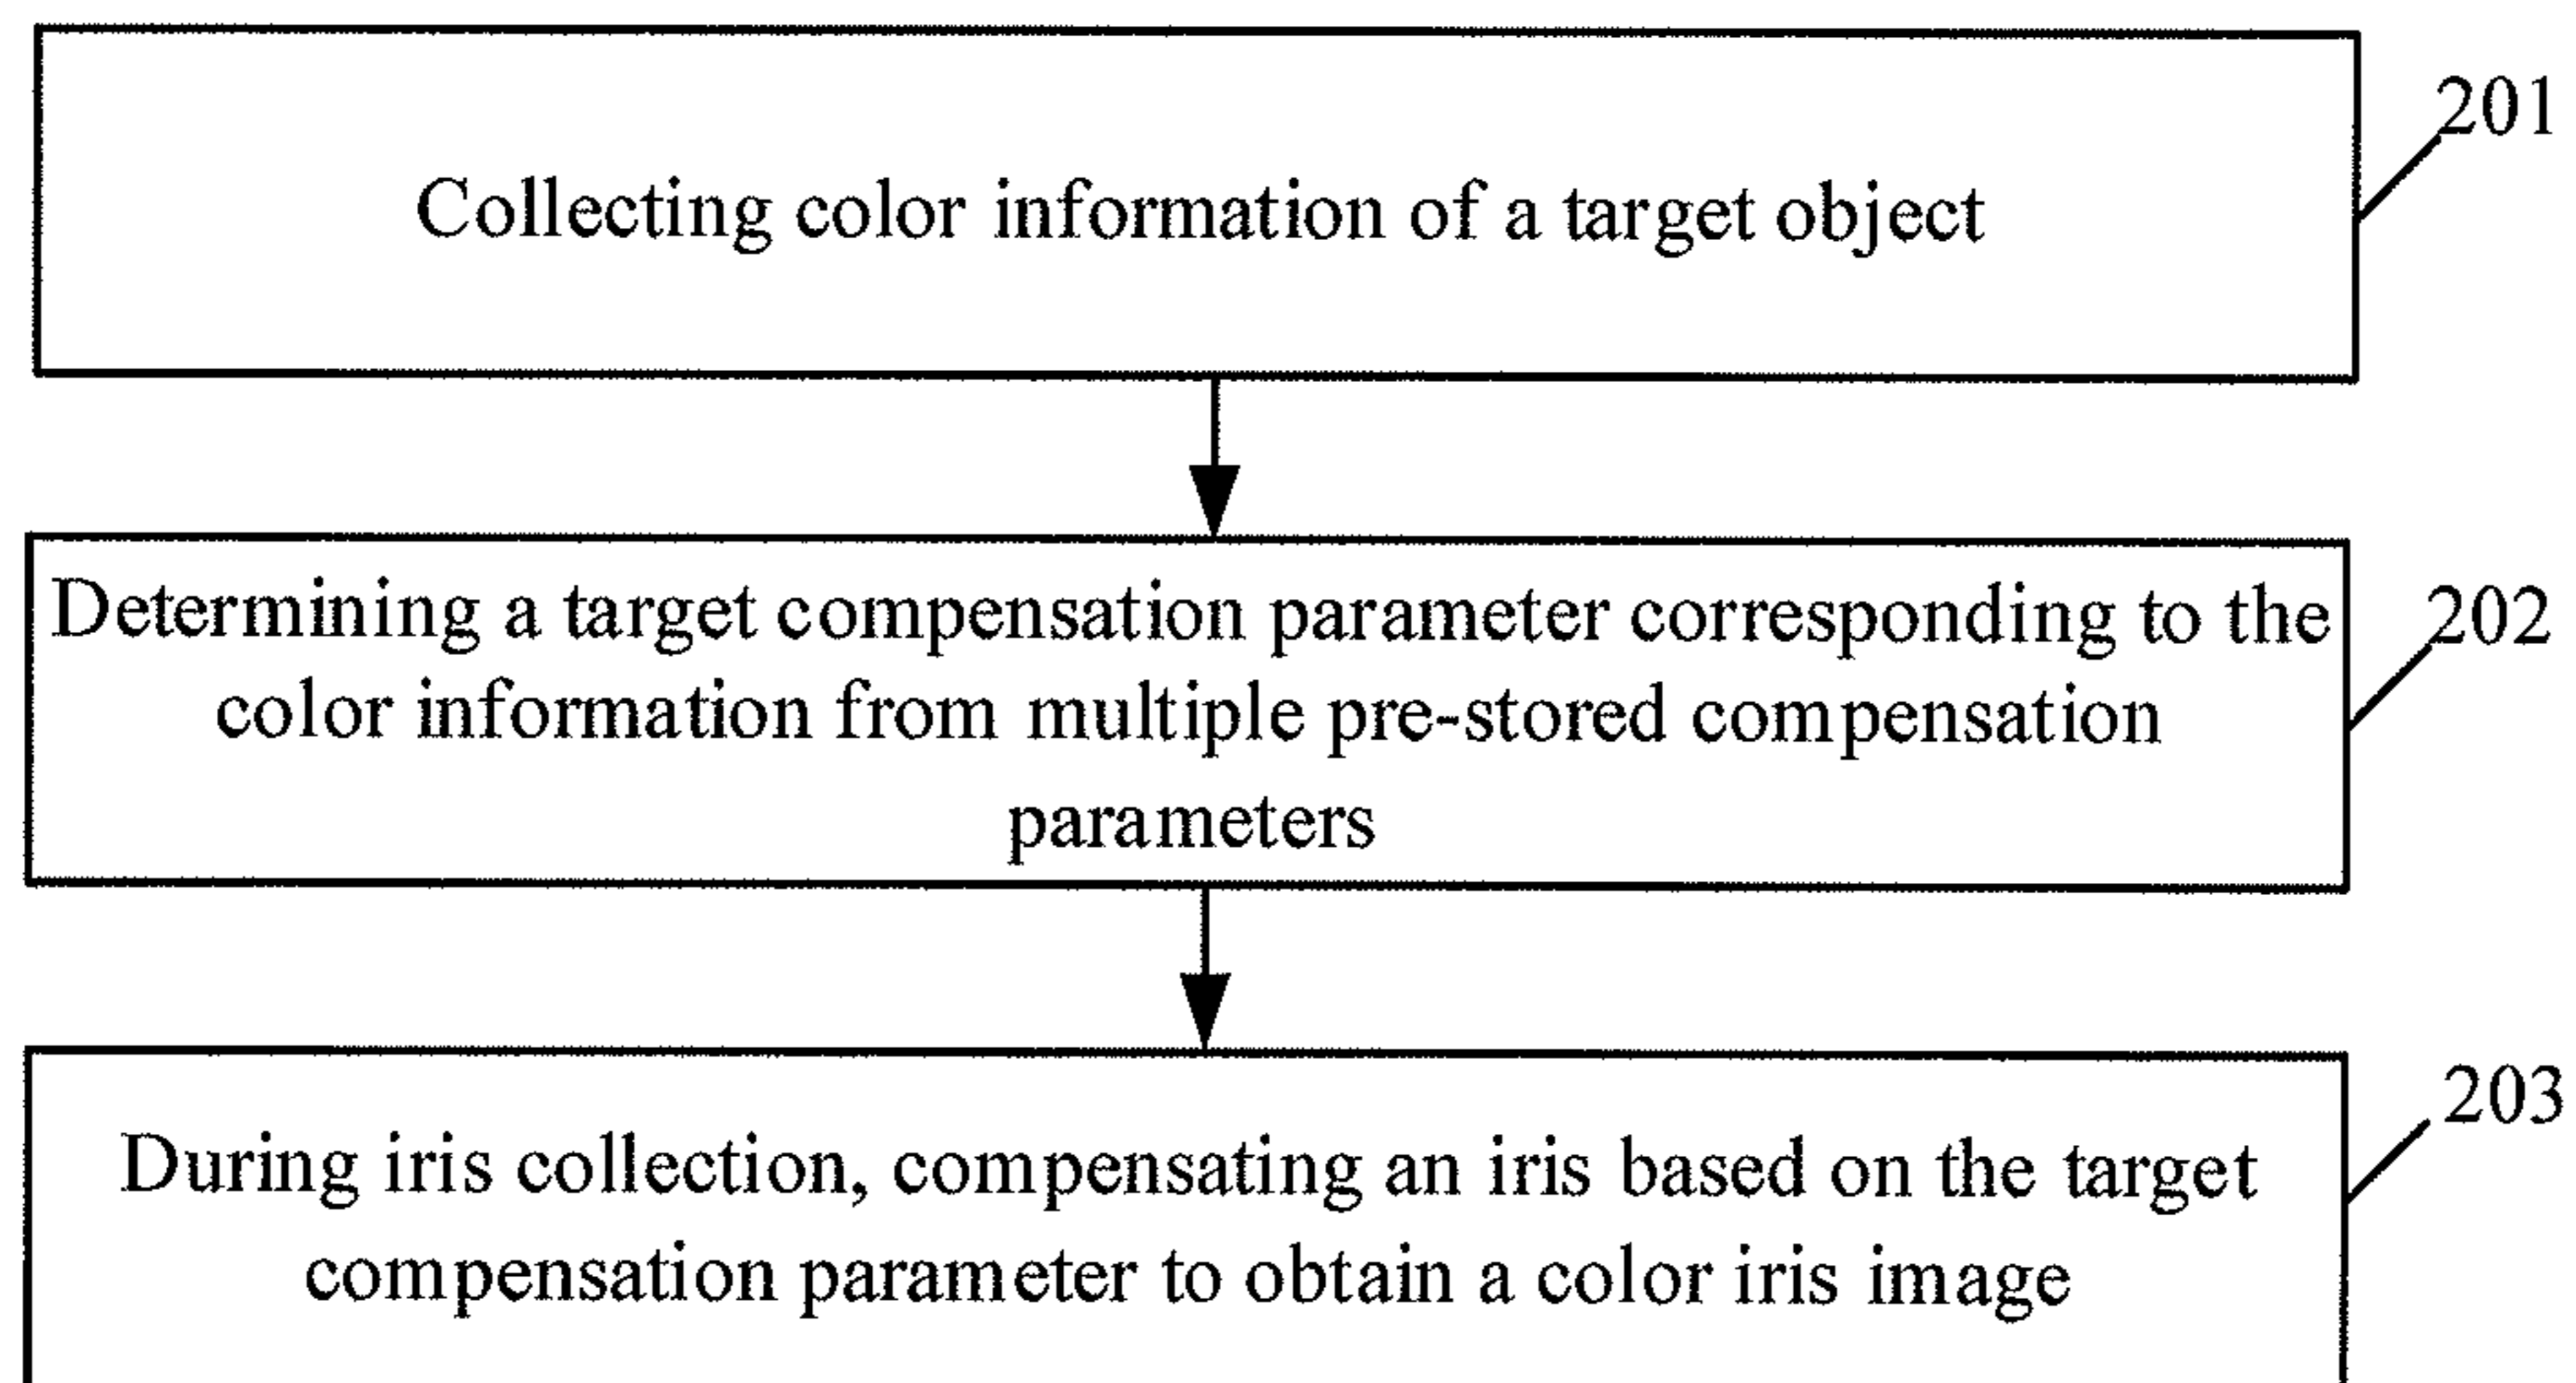 Collecting color information of a target object
201
Determining a target compensation parameter corresponding to the
color information from multiple pre-stored compensation
parameters
202
During iris collection, compensating an iris based on the target
compensation parameter to obtain a color iris image
203